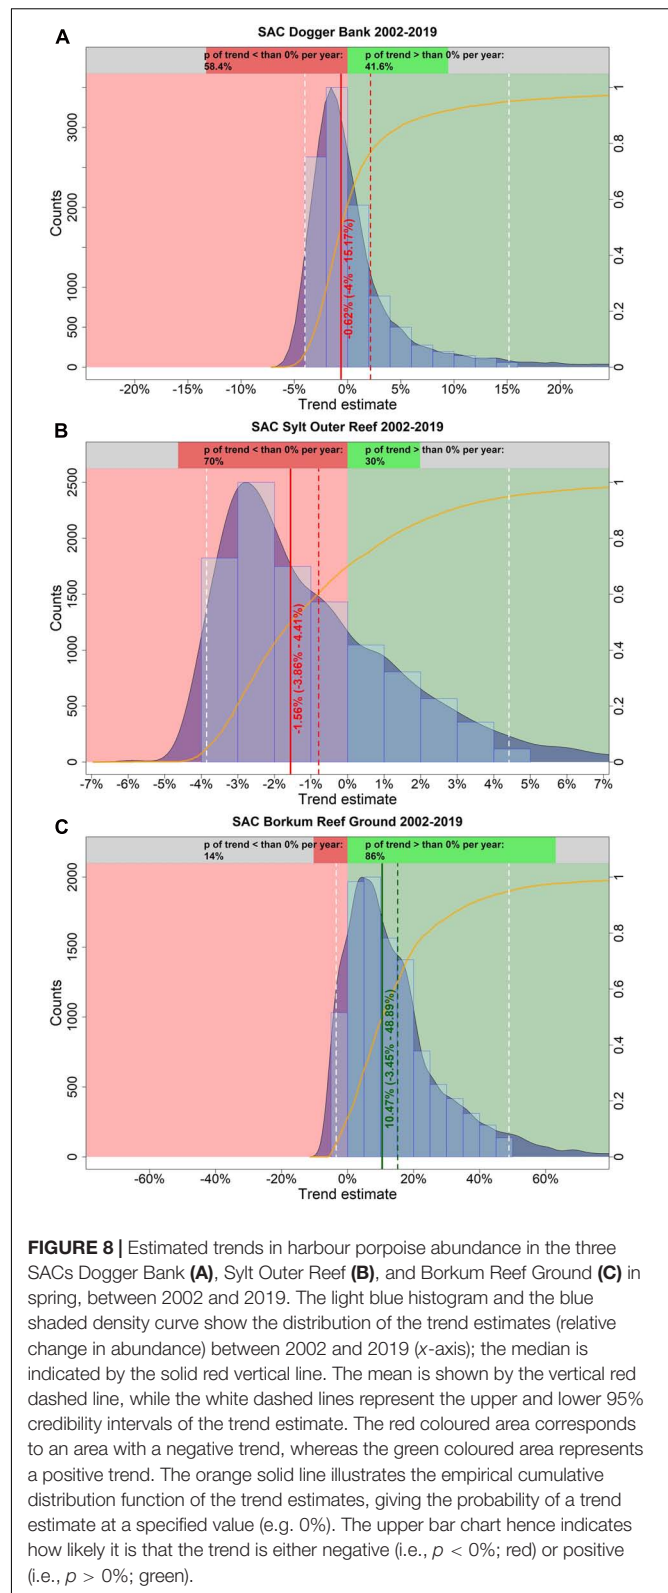 A
SAC Dogger Bank 2002-2019
p of trend < than 0% per year:
58.4%
p of trend > than 0% per year:
41.6%
Counts
0 500 1000 2000 3000
0 0.2 0.4 0.6 0.8 1
-0.62% (-4% - 15.17%)
-20% -10% -5% 0% 5% 10% 15% 20%
Trend estimate
B
SAC Sylt Outer Reef 2002-2019
p of trend < than 0% per year:
70%
p of trend > than 0% per year:
30%
Counts
0 500 1000 1500 2000 2500
0 0.2 0.4 0.6 0.8 1
-1.56% (-3.86% - 4.41%)
-7% -6% -5% -4% -3% -2% -1% 0% 1% 2% 3% 4% 5% 6% 7%
Trend estimate
C
SAC Borkum Reef Ground 2002-2019
p of trend < than 0% per year:
14%
p of trend > than 0% per year:
86%
Counts
0 500 1000 1500 2000
0 0.2 0.4 0.6 0.8 1
10.47% (-3.45% - 48.89%)
-60% -40% -20% 0% 20% 40% 60%
Trend estimate
FIGURE 8 | Estimated trends in harbour porpoise abundance in the three
SACs Dogger Bank (A), Sylt Outer Reef (B), and Borkum Reef Ground (C) in
spring, between 2002 and 2019. The light blue histogram and the blue
shaded density curve show the distribution of the trend estimates (relative
change in abundance) between 2002 and 2019 (x-axis); the median is
indicated by the solid red vertical line. The mean is shown by the vertical red
dashed line, while the white dashed lines represent the upper and lower 95%
credibility intervals of the trend estimate. The red coloured area corresponds
to an area with a negative trend, whereas the green coloured area represents
a positive trend. The orange solid line illustrates the empirical cumulative
distribution function of the trend estimates, giving the probability of a trend
estimate at a specified value (e.g. 0%). The upper bar chart hence indicates
how likely it is that the trend is either negative (i.e., p < 0%; red) or positive
(i.e., p > 0%; green).